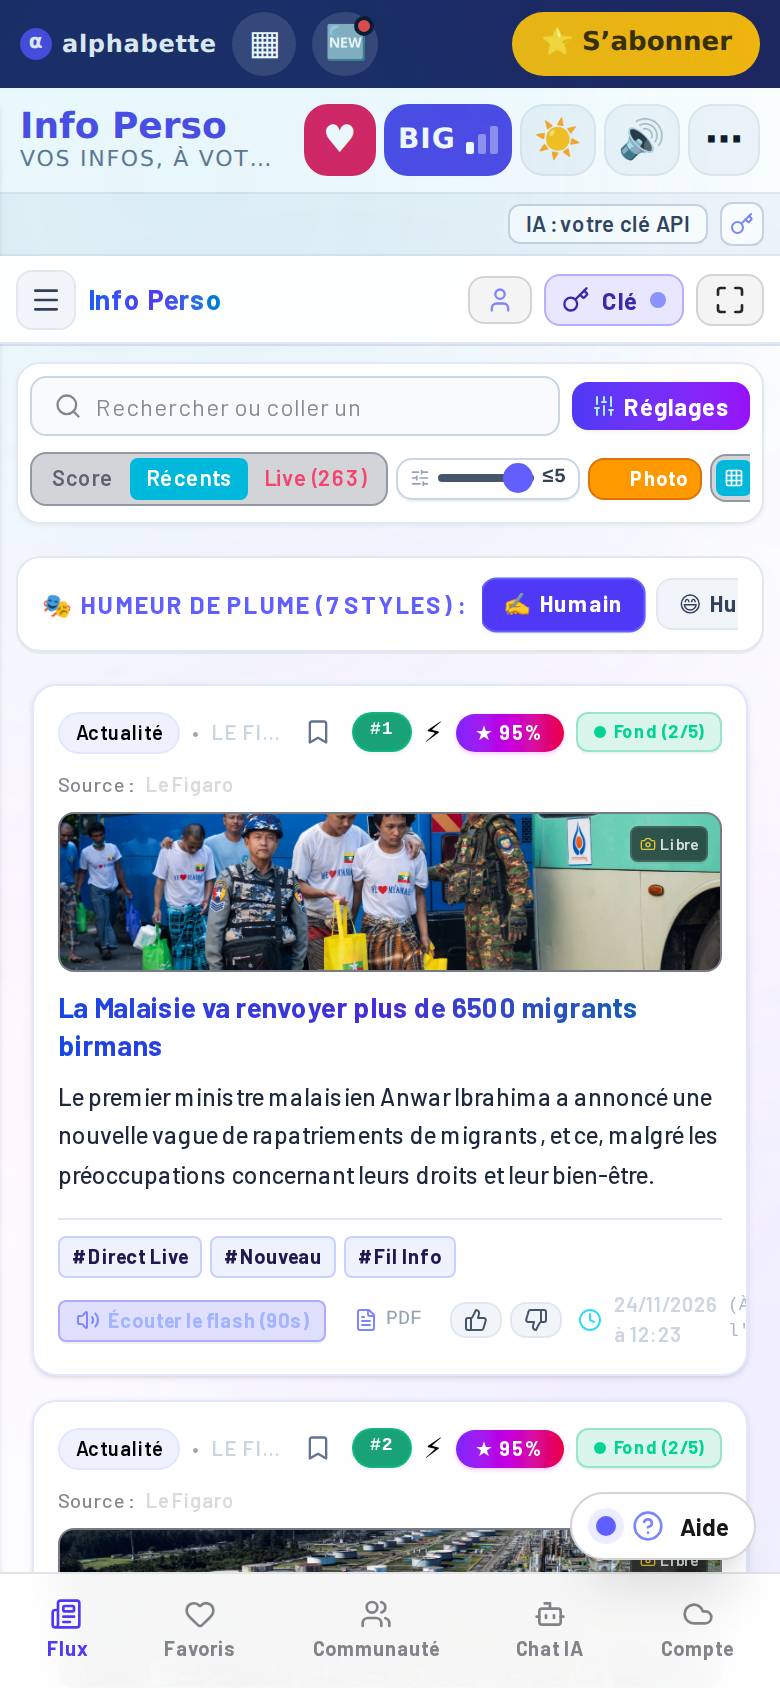 α alphabette NEW ⭐ S'abonner
Info Perso
VOS INFOS, À VOT...
BIG
IA : votre clé API
Info Perso Clé
Rechercher ou coller un Réglages
Score Récents Live (263) ≤5 Photo
🎭 HUMEUR DE PLUME (7 STYLES) : ✍ Humain 😄 Hu
Actualité • LE FI... #1 ⚡ ★ 95% Fond (2/5)
Source : Le Figaro
Libre
La Malaisie va renvoyer plus de 6500 migrants
birmans
Le premier ministre malaisien Anwar Ibrahima a annoncé une
nouvelle vague de rapatriements de migrants, et ce, malgré les
préoccupations concernant leurs droits et leur bien-être.
#Direct Live #Nouveau #Fil Info
Écouter le flash (90s) PDF 24/11/2026 (À
à 12:23 l'
Actualité • LE FI... #2 ⚡ ★ 95% Fond (2/5)
Source : Le Figaro
Libre
Aide
Flux Favoris Communauté Chat IA Compte